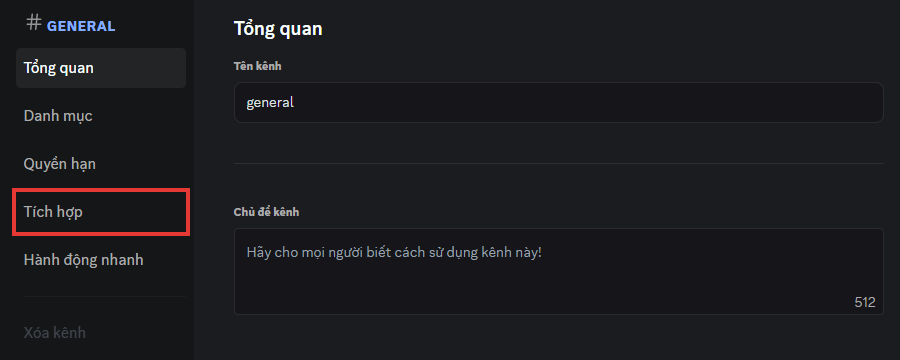 # GENERAL
Tổng quan
Danh mục
Quyền hạn
Tích hợp
Hành động nhanh
Xóa kênh
Tổng quan
Tên kênh
general
Chủ đề kênh
Hãy cho mọi người biết cách sử dụng kênh này!
512